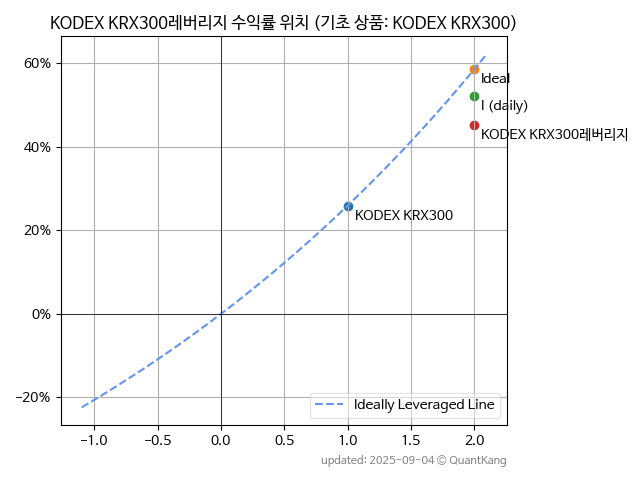 KODEX KRX300레버리지 수익률 위치 (기초 상품: KODEX KRX300)
60%
40%
20%
0%
−20%
Ideal
I (daily)
KODEX KRX300레버리지
KODEX KRX300
Ideally Leveraged Line
−1.0 −0.5 0.0 0.5 1.0 1.5 2.0
updated: 2025-09-04 © QuantKang